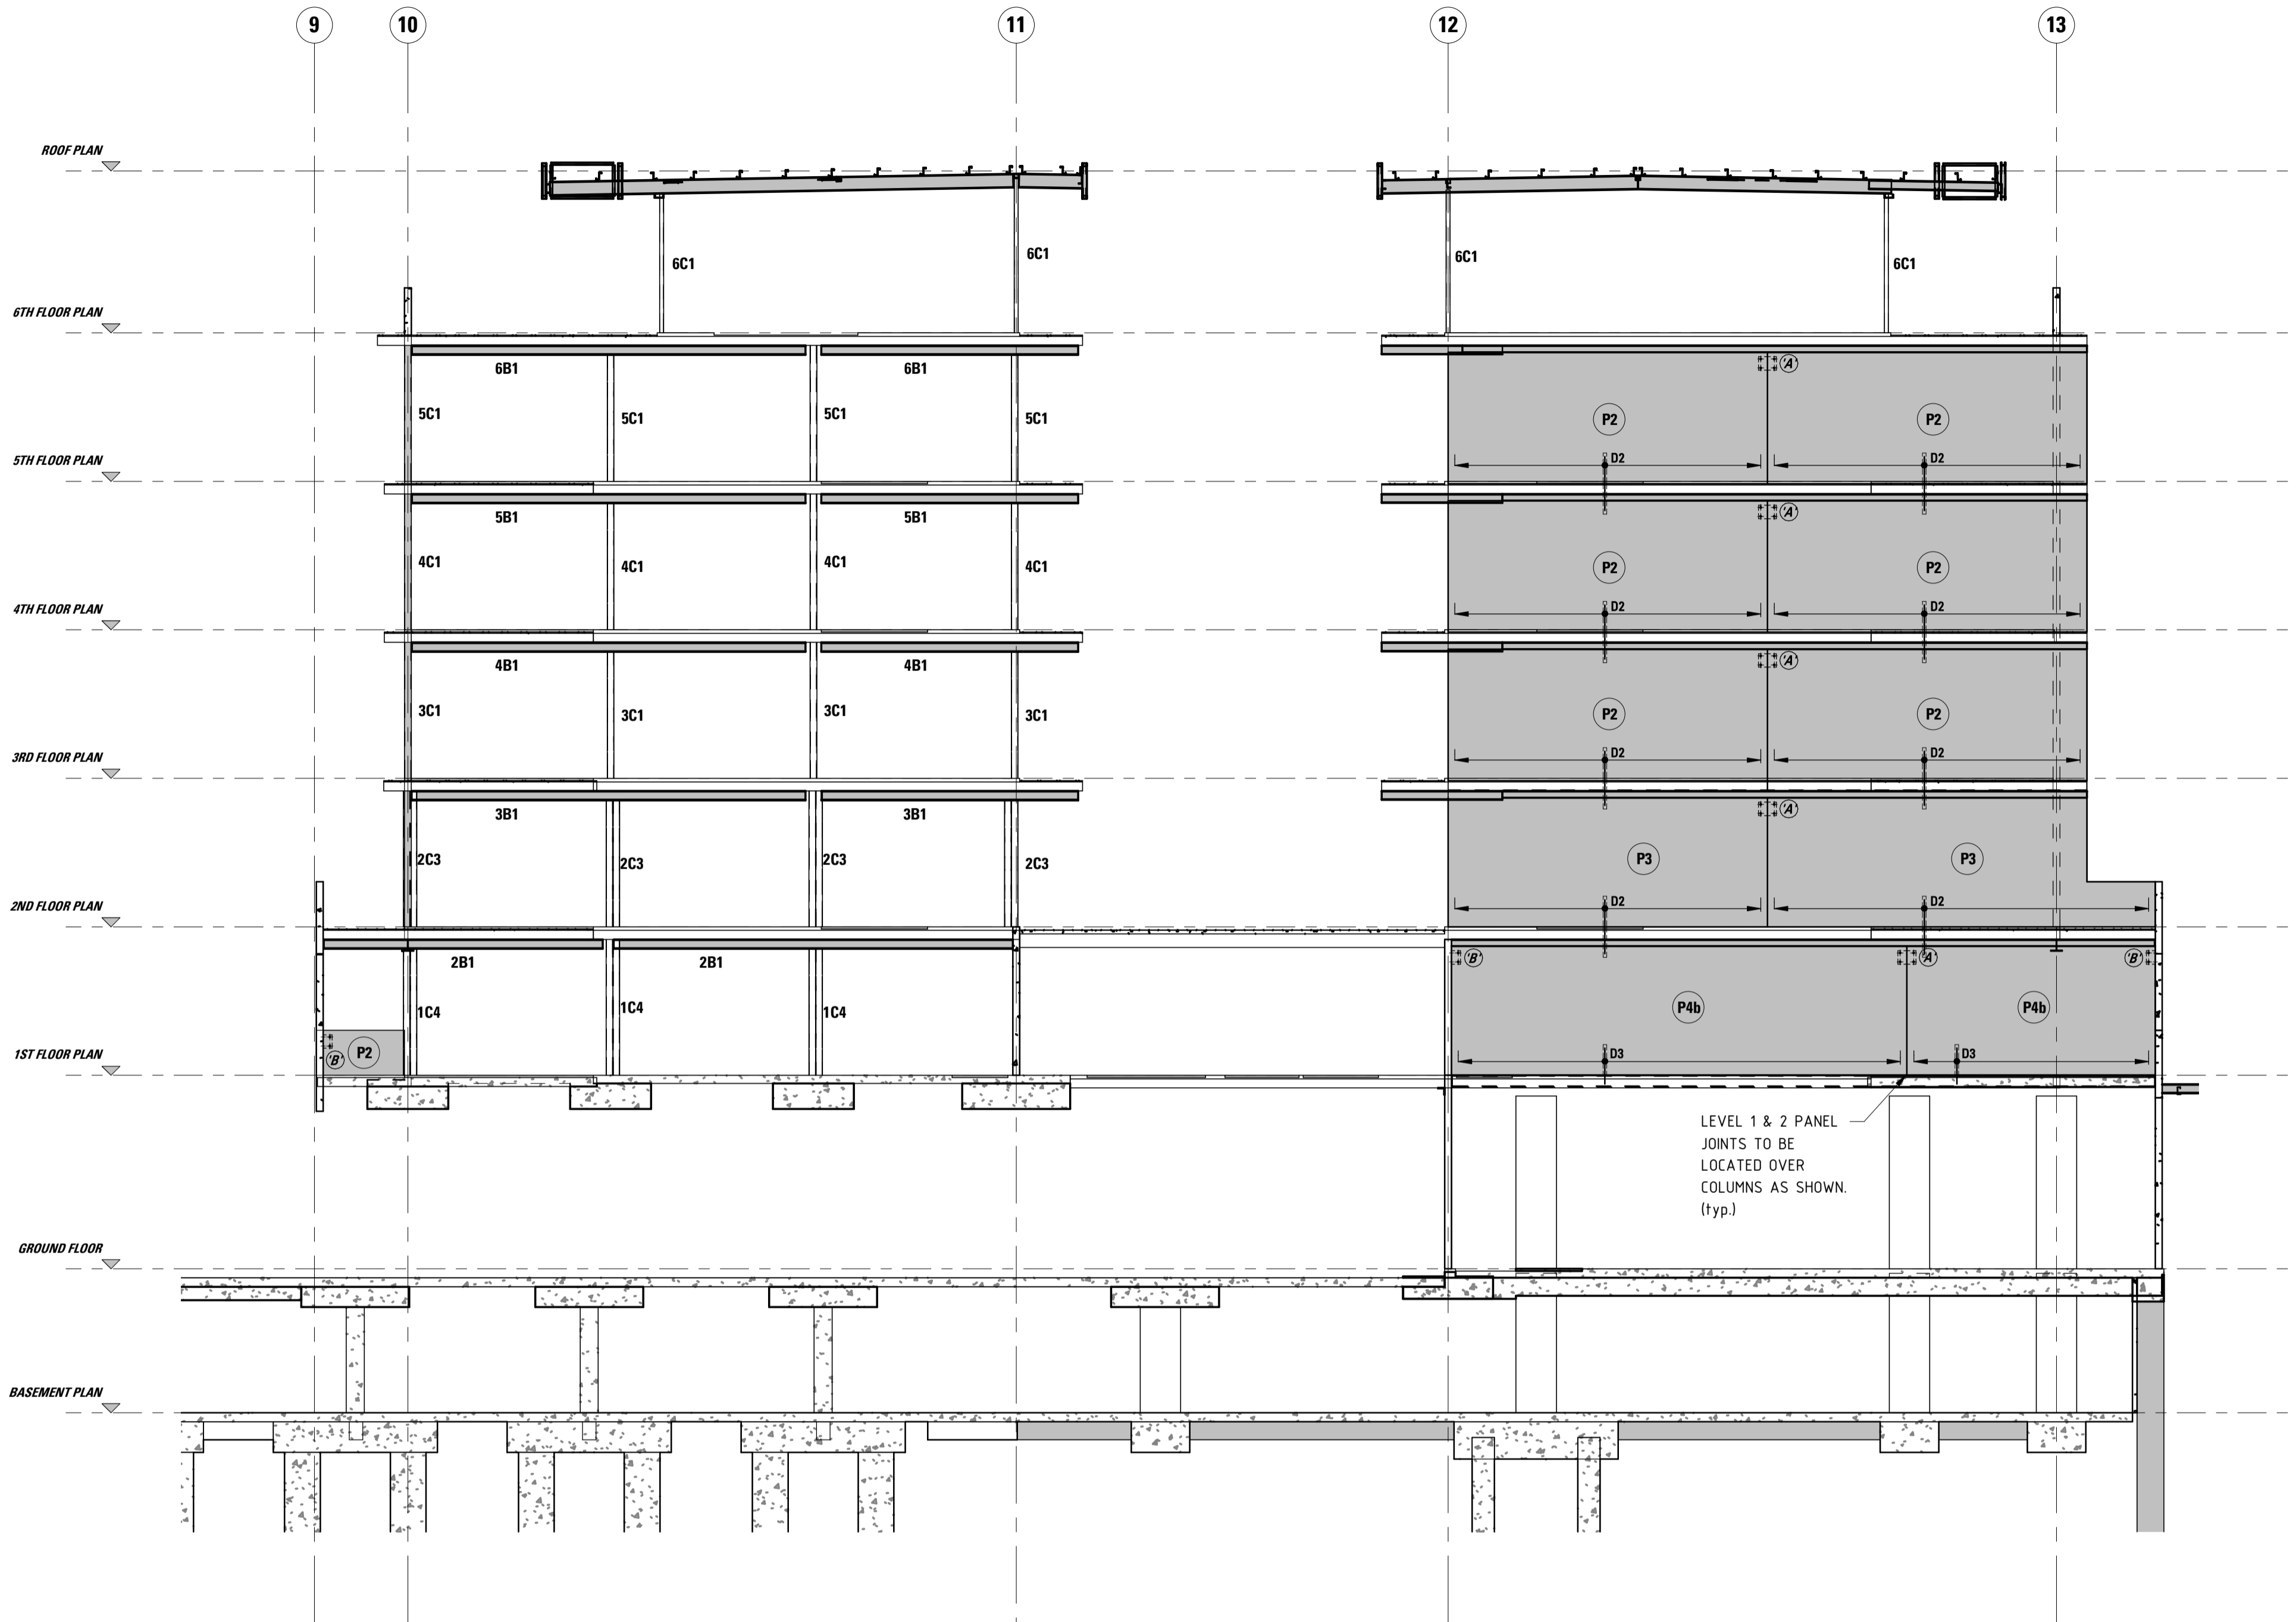 9 10 11 12 13
ROOF PLAN
6C1 6C1 6C1 6C1
6TH FLOOR PLAN
6B1 6B1 'A'
5C1 5C1 5C1 5C1 P2 P2
D2 D2
5TH FLOOR PLAN
5B1 5B1 'A'
4C1 4C1 4C1 4C1 P2 P2
D2 D2
4TH FLOOR PLAN
4B1 4B1 'A'
3C1 3C1 3C1 3C1 P2 P2
D2 D2
3RD FLOOR PLAN
3B1 3B1 'A'
2C3 2C3 2C3 2C3 P3 P3
D2 D2
2ND FLOOR PLAN
2B1 2B1 'B' 'A' 'B'
1C4 1C4 1C4 P4b P4b
1ST FLOOR PLAN
'B' P2 D3 D3
LEVEL 1 & 2 PANEL
JOINTS TO BE
LOCATED OVER
COLUMNS AS SHOWN.
(typ.)
GROUND FLOOR
BASEMENT PLAN